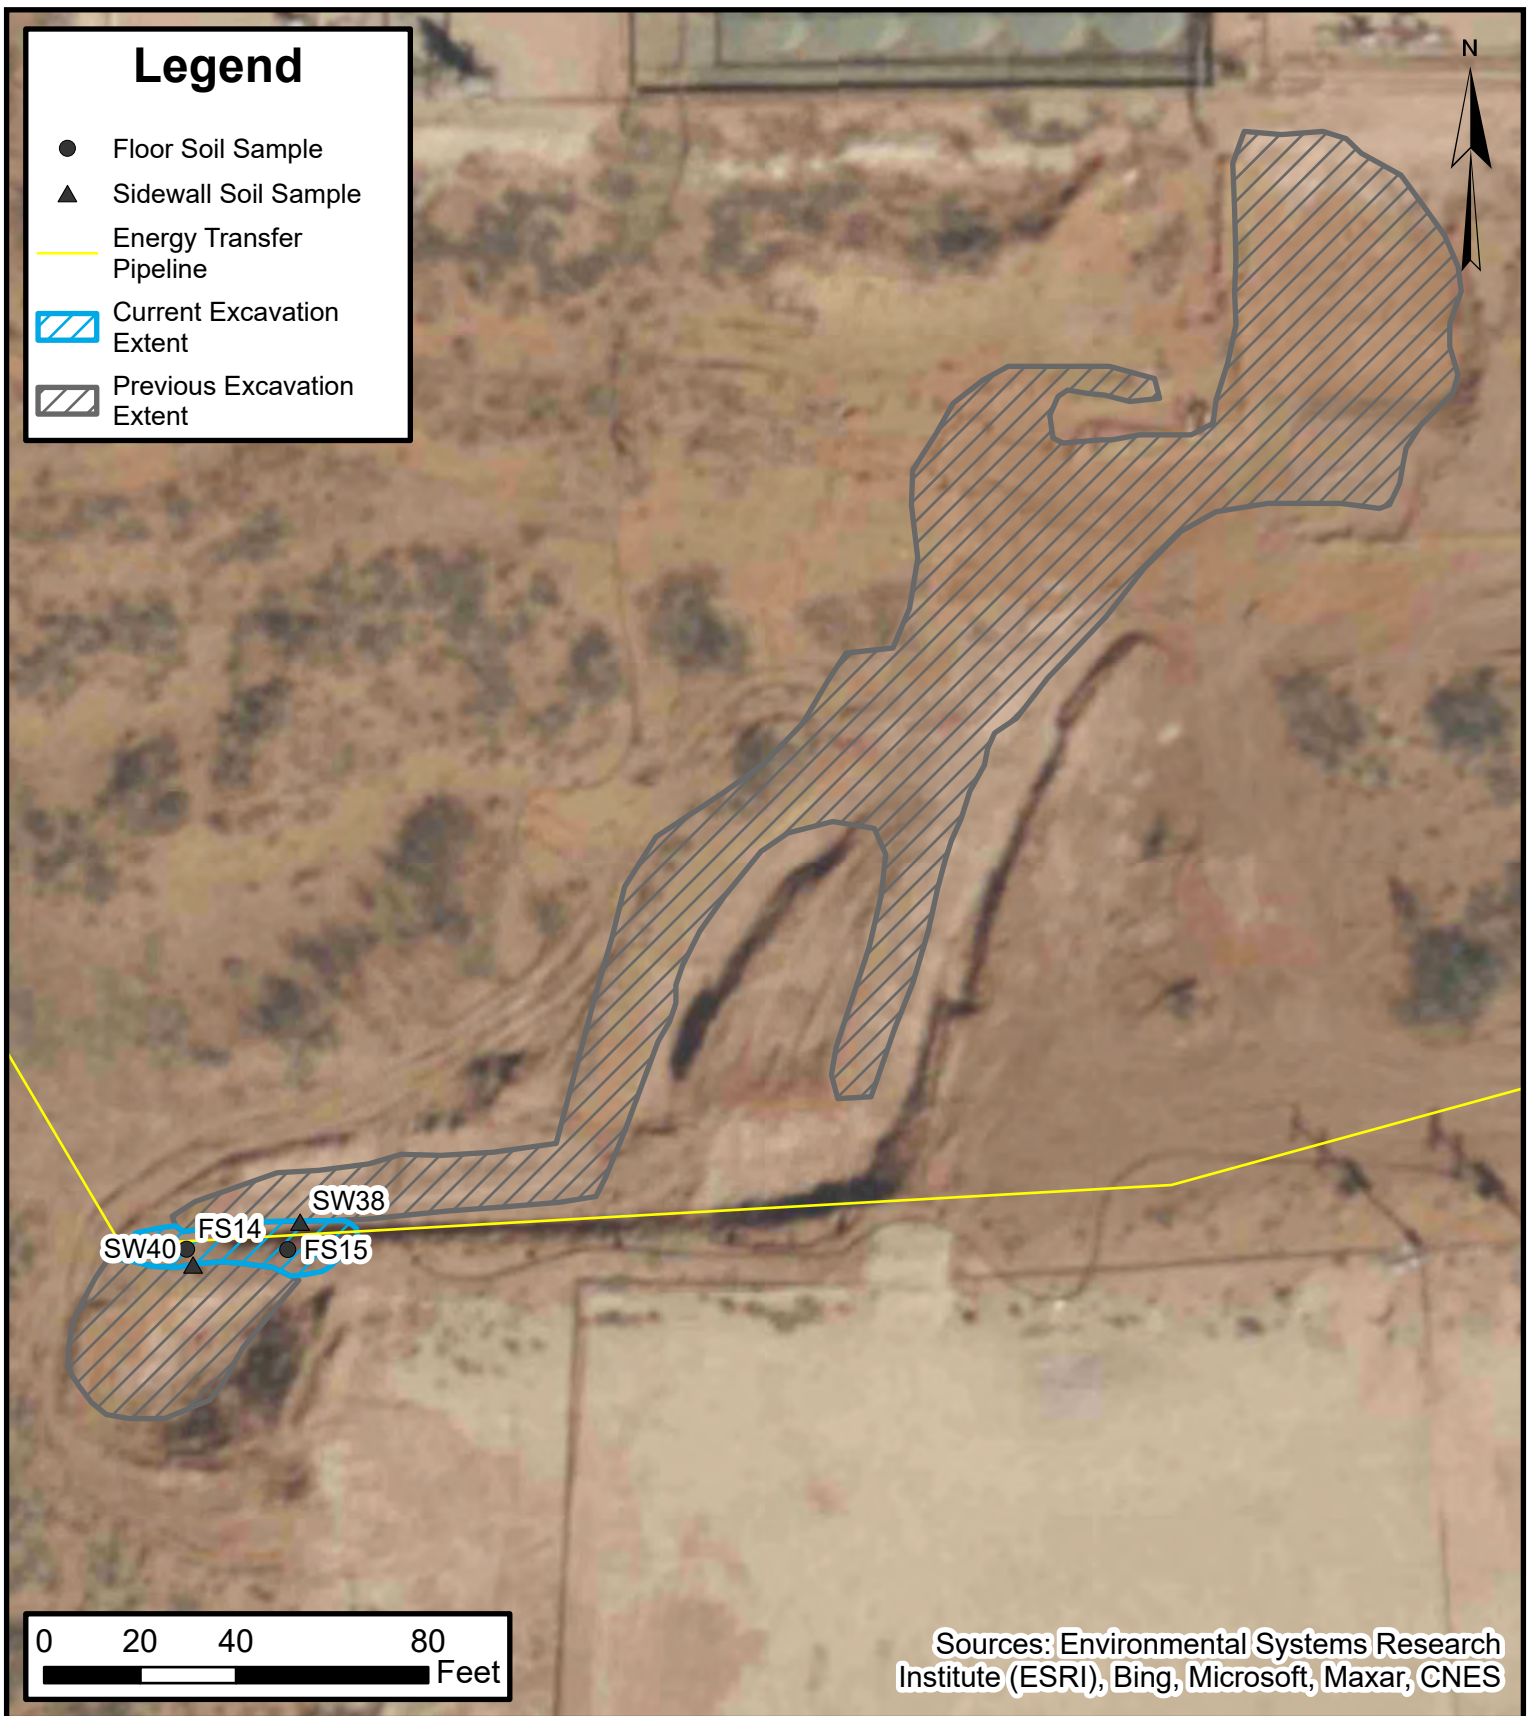 Legend
Floor Soil Sample
Sidewall Soil Sample
Energy Transfer
Pipeline
Current Excavation
Extent
Previous Excavation
Extent
N
SW38
FS14
SW40
FS15
0 20 40 80
Feet
Sources: Environmental Systems Research
Institute (ESRI), Bing, Microsoft, Maxar, CNES